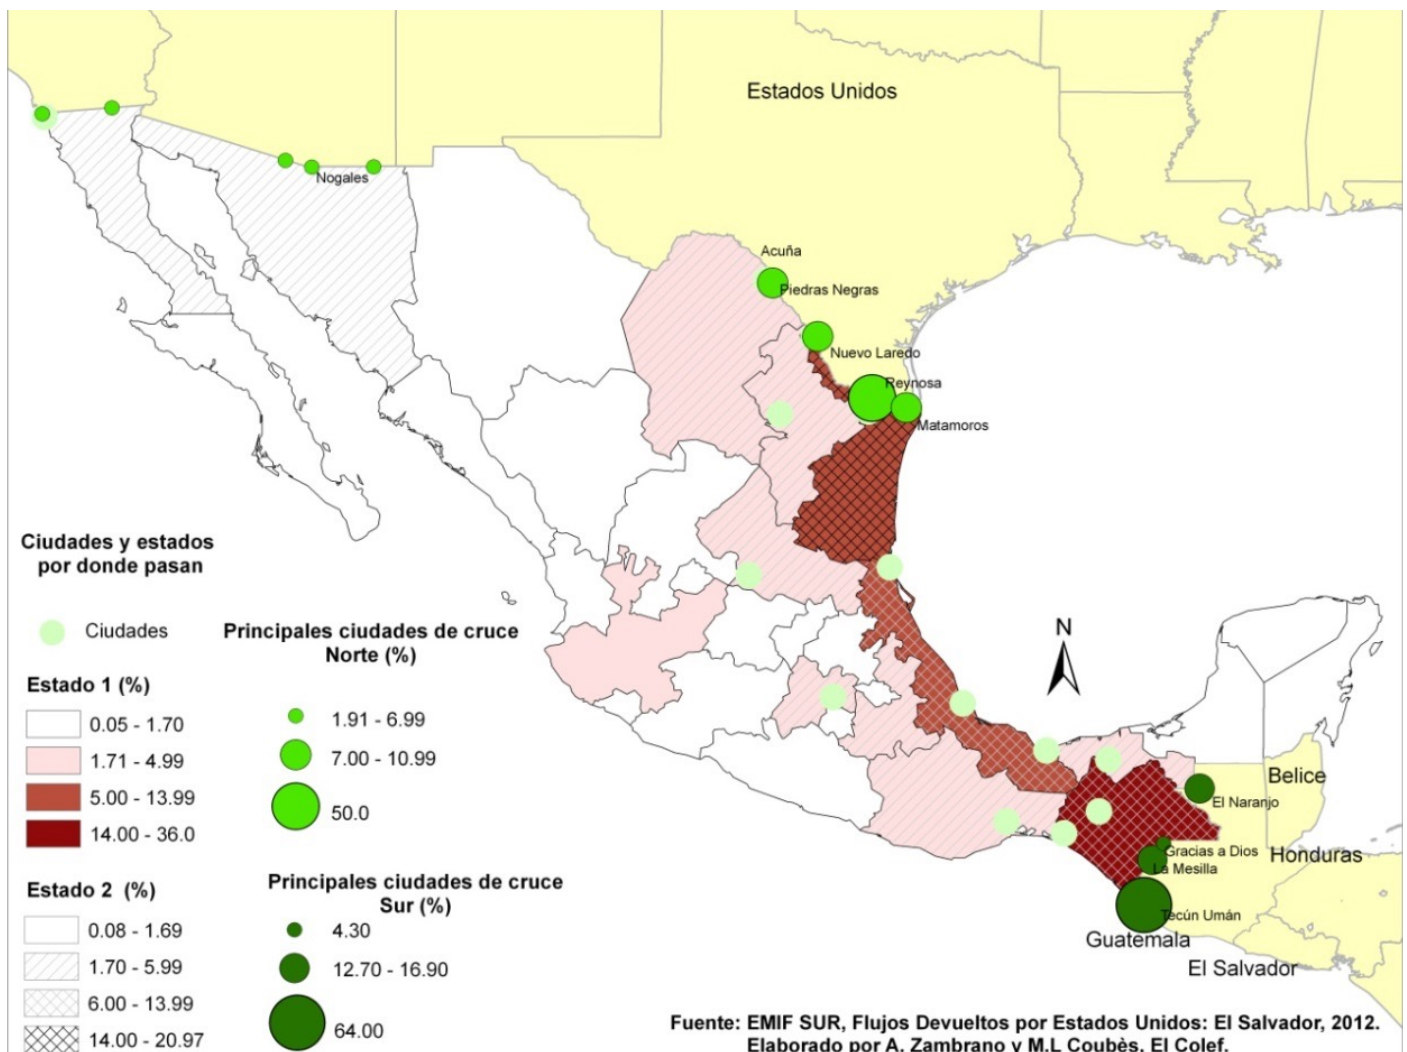 Estados Unidos
Nogales
Acuña
Piedras Negras
Nuevo Laredo
Reynosa
Matamoros
N
Belice
El Naranjo
Gracias a Dios
Honduras
La Mesilla
Tecún Umán
Guatemala
El Salvador
Ciudades y estados
por donde pasan
Ciudades
Estado 1 (%)
0.05 - 1.70
1.71 - 4.99
5.00 - 13.99
14.00 - 36.0
Estado 2 (%)
0.08 - 1.69
1.70 - 5.99
6.00 - 13.99
14.00 - 20.97
Principales ciudades de cruce
Norte (%)
1.91 - 6.99
7.00 - 10.99
50.0
Principales ciudades de cruce
Sur (%)
4.30
12.70 - 16.90
64.00
Fuente: EMIF SUR, Flujos Devueltos por Estados Unidos: El Salvador, 2012.
Elaborado por A. Zambrano y M.L Coubès, El Colef.